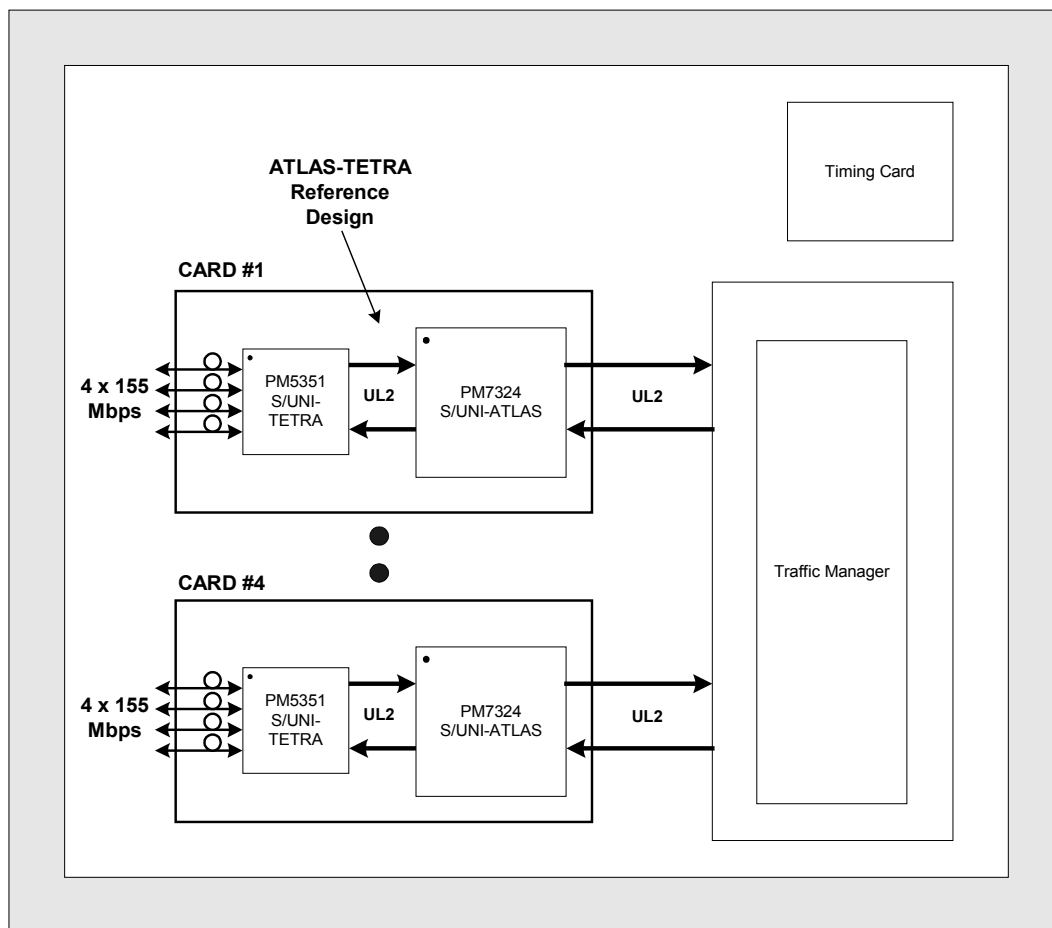 Timing Card
ATLAS-TETRA
Reference
Design
CARD #1
4 x 155
Mbps
PM5351
S/UNI-
TETRA
UL2
PM7324
S/UNI-ATLAS
UL2
Traffic Manager
CARD #4
4 x 155
Mbps
PM5351
S/UNI-
TETRA
UL2
PM7324
S/UNI-ATLAS
UL2